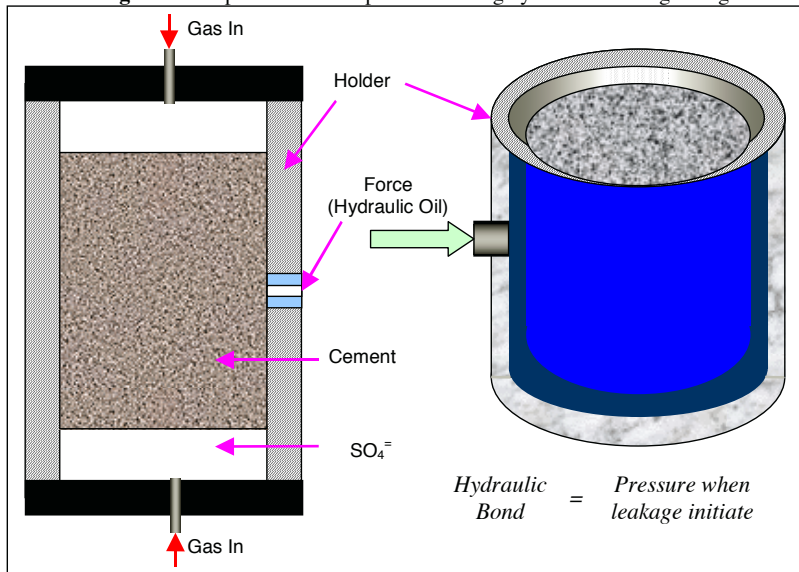 Gas In
Holder
Force
(Hydraulic Oil)
Cement
SO₄⁼
Gas In
Hydraulic Bond = Pressure when leakage initiate